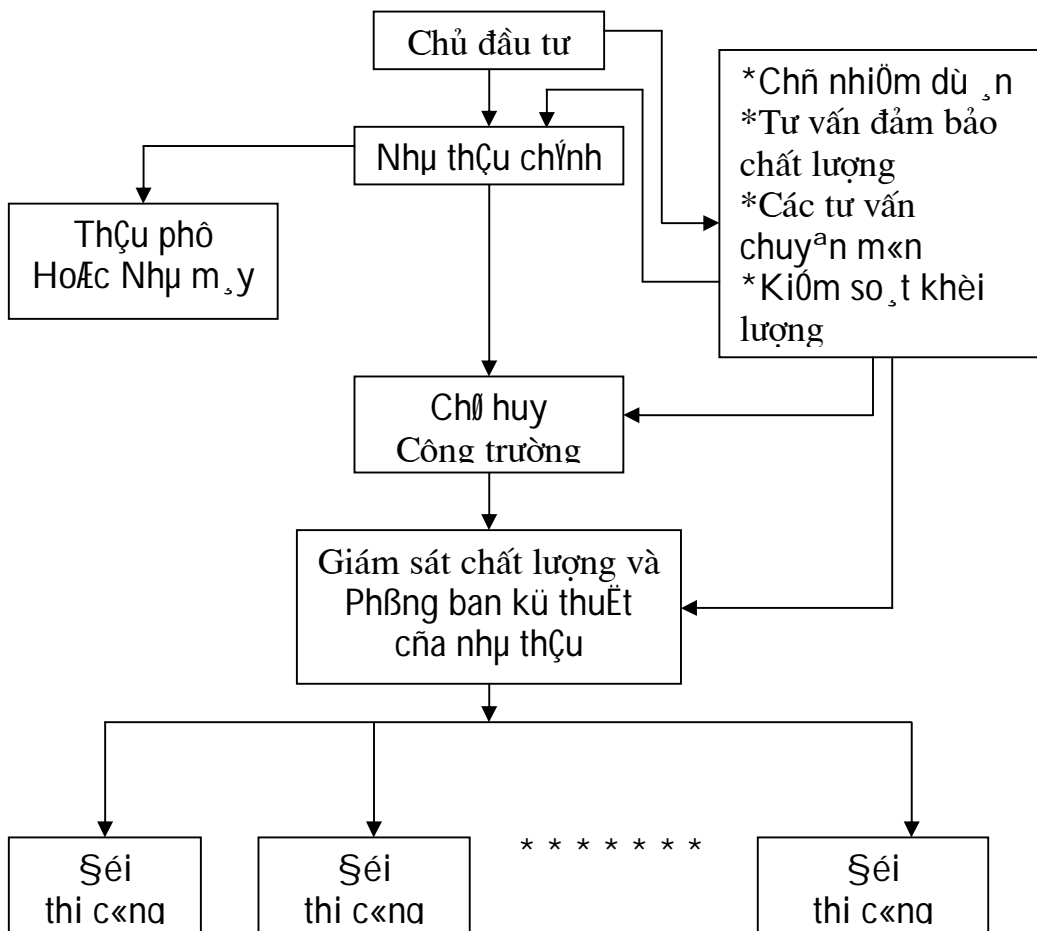 Chủ đầu tư
*Chñ nhiÖm dù ¸n
*Tư vấn đảm bảo
chất lượng
*Các tư vấn
chuyªn m«n
*KiÓm so¸t khèi
lượng
Nhµ thÇu chÝnh
ThÇu phô
HoÆc Nhµ m¸y
ChØ huy
Công trường
Giám sát chất lượng và
Phßng ban kü thuËt
cña nhµ thÇu
§éi
thi c«ng
§éi
thi c«ng
* * * * * * *
§éi
thi c«ng